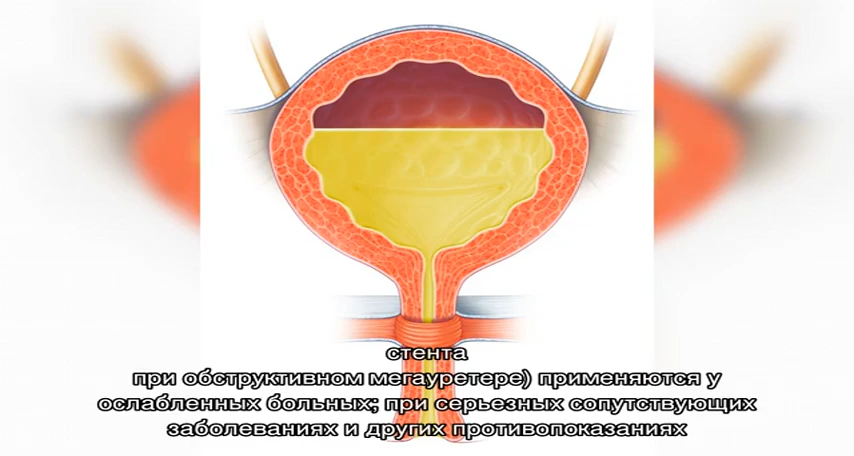 стента
при обструктивном мегауретере) применяются у
ослабленных больных; при серьезных сопутствующих
заболеваниях и других противопоказаниях